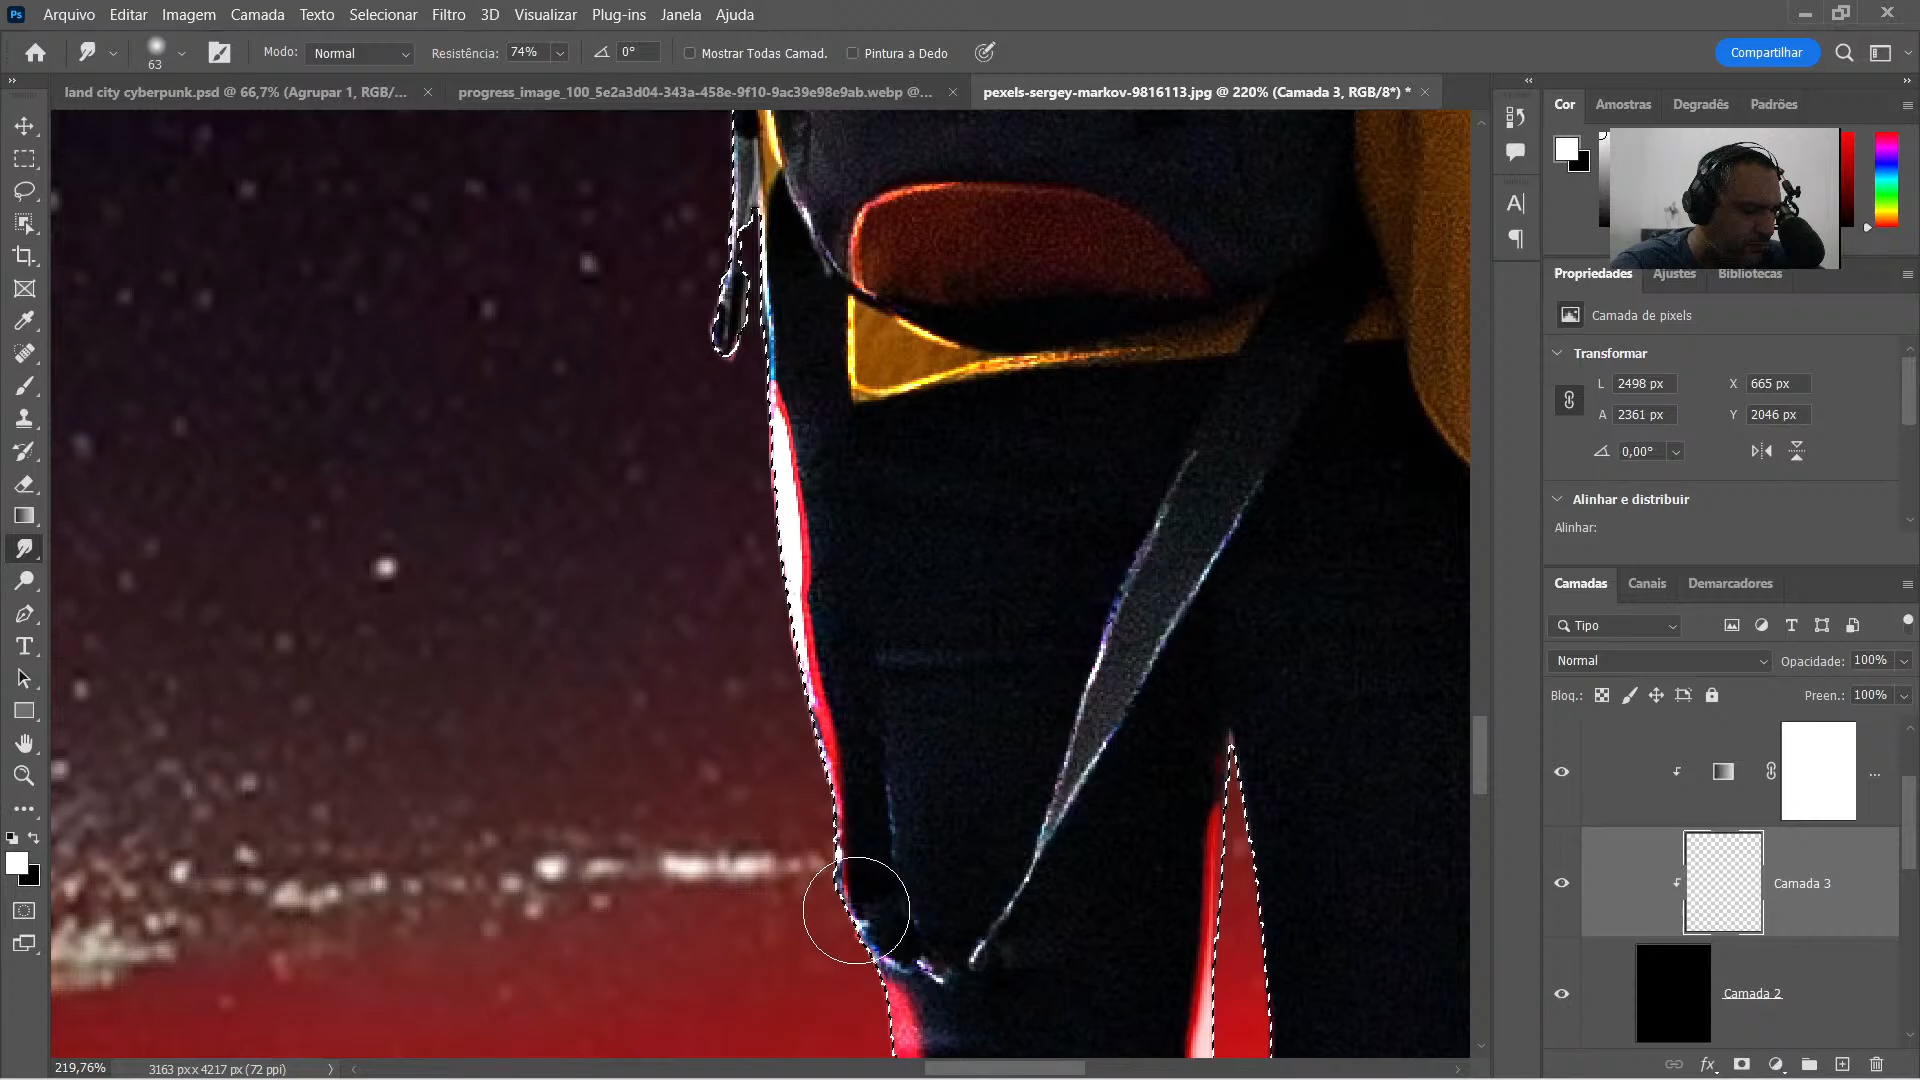 Ps Arquivo Editar Imagem Camada Texto Selecionar Filtro 3D Visualizar Plug-ins Janela Ajuda
63 Modo: Normal Resistência: 74% 0° Mostrar Todas Camad. Pintura a Dedo Compartilhar
land city cyberpunk.psd @ 66,7% (Agrupar 1, RGB/... progress_image_100_5e2a3d04-343a-458e-9f10-9ac39e98e9ab.webp @... pexels-sergey-markov-9816113.jpg @ 220% (Camada 3, RGB/8*) *
Cor Amostras Degradês Padrões
Propriedades Ajustes Bibliotecas
Camada de pixels
Transformar
L 2498 px X 665 px
A 2361 px Y 2046 px
0,00°
Alinhar e distribuir
Alinhar:
Camadas Canais Demarcadores
Tipo
Normal Opacidade: 100%
Bloq.: Preen.: 100%
...
Camada 3
Camada 2
219,76% 3163 px x 4217 px (72 ppi)